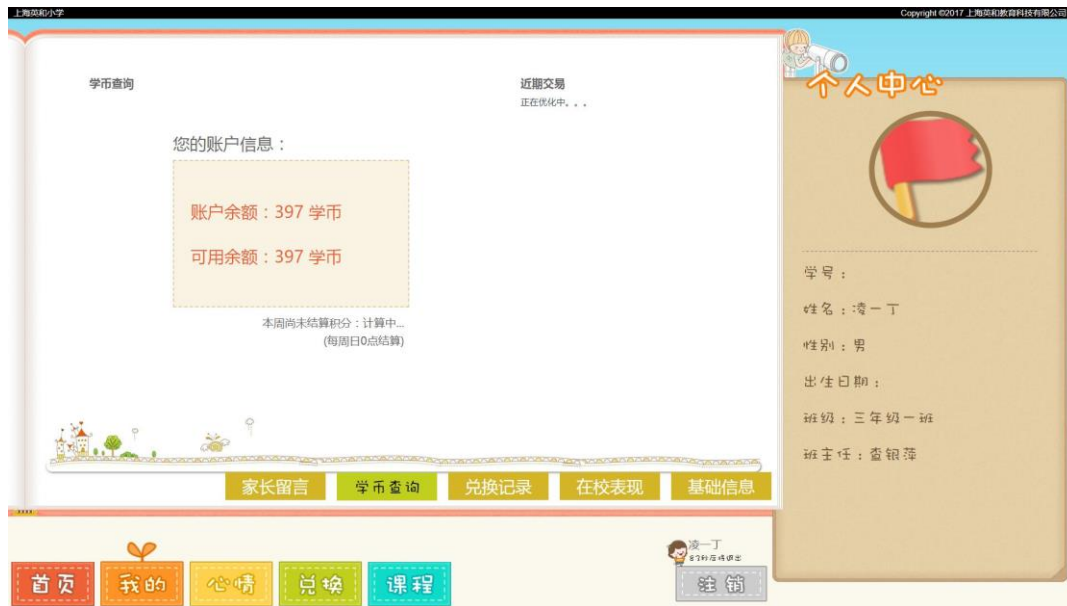 上海英和小学
Copyright ©2017 上海英和教育科技有限公司
学币查询
近期交易
正在优化中。。。
您的账户信息：
账户余额：397 学币
可用余额：397 学币
本周尚未结算积分：计算中...
(每周日0点结算)
家长留言
学币查询
兑换记录
在校表现
基础信息
个人中心
学号：
姓名：凌一丁
性别：男
出生日期：
班级：三年级一班
班主任：查银萍
首页
我的
心情
兑换
课程
凌一丁
87秒后将退出
注销